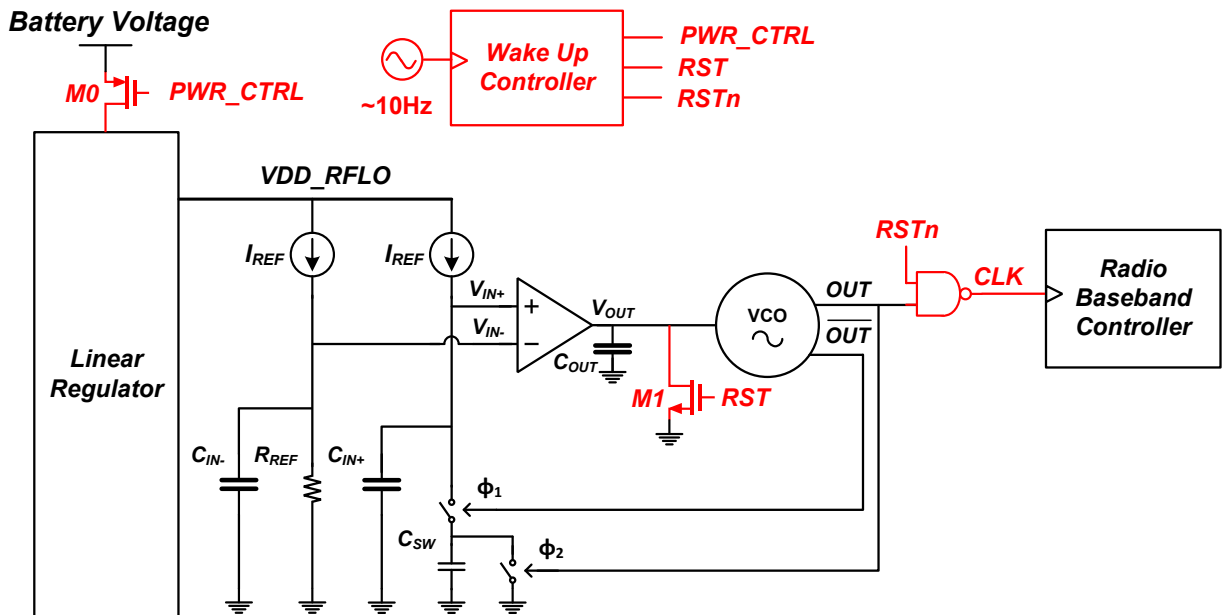 Battery Voltage
M0
PWR_CTRL
~10Hz
Wake Up
Controller
PWR_CTRL
RST
RSTn
Linear
Regulator
VDD_RFLO
IREF
IREF
VIN+
VIN-
+
−
VOUT
COUT
M1
RST
VCO
OUT
OUT
RSTn
CLK
Radio
Baseband
Controller
CIN-
RREF
CIN+
CSW
ϕ1
ϕ2